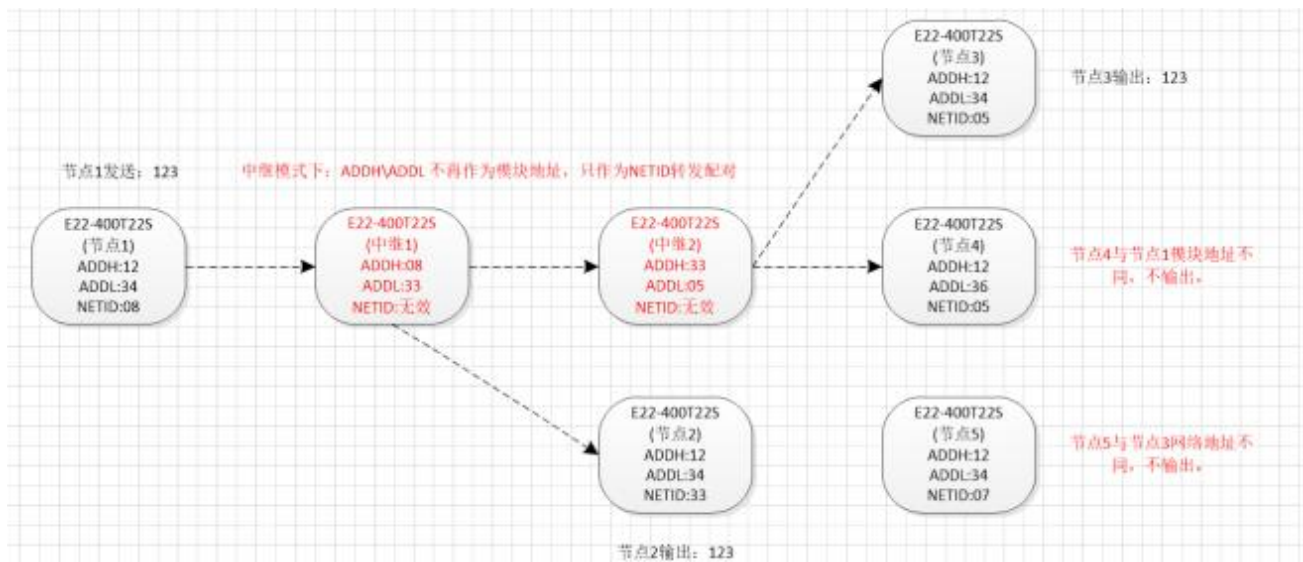 E22-400T22S
(节点3)
ADDH:12
ADDL:34
NETID:05
节点3输出：123
节点1发送：123
中继模式下：ADDH\ADDL 不再作为模块地址，只作为NETID转发配对
E22-400T22S
(节点1)
ADDH:12
ADDL:34
NETID:08
E22-400T22S
(中继1)
ADDH:08
ADDL:33
NETID:无效
E22-400T22S
(中继2)
ADDH:33
ADDL:05
NETID:无效
E22-400T22S
(节点4)
ADDH:12
ADDL:36
NETID:05
节点4与节点1模块地址不
同，不输出。
E22-400T22S
(节点2)
ADDH:12
ADDL:34
NETID:33
节点2输出：123
E22-400T22S
(节点5)
ADDH:12
ADDL:34
NETID:07
节点5与节点3网络地址不
同，不输出。